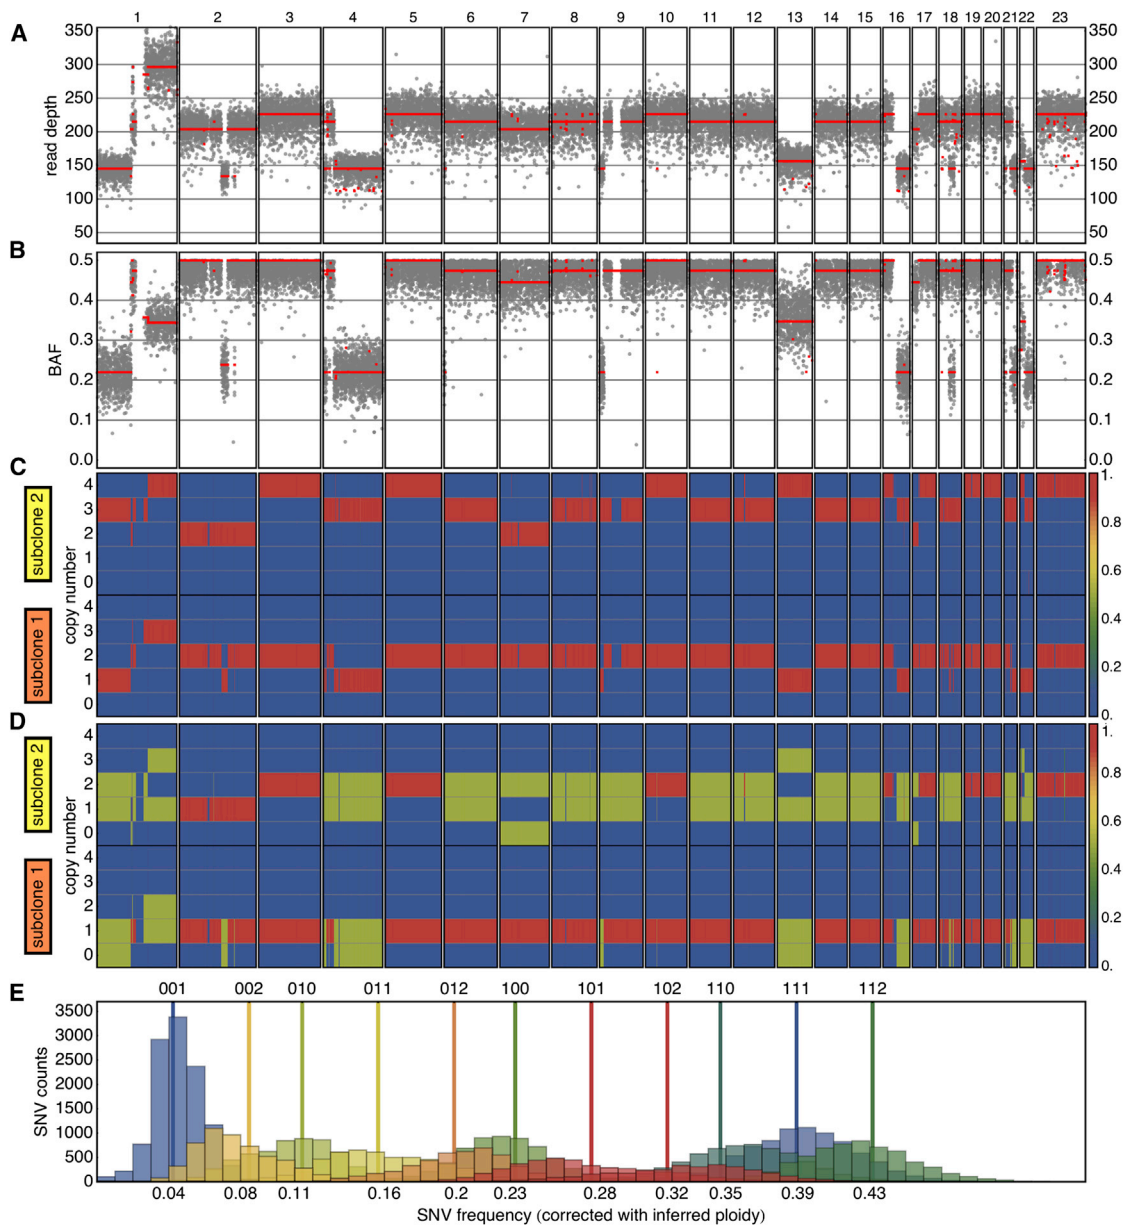 1 2 3 4 5 6 7 8 9 10 11 12 13 14 15 16 17 18 19 20 21 22 23
A
350 350
300 300
250 250
200 200
150 150
100 100
50 50
read depth
B
0.5 0.5
0.4 0.4
0.3 0.3
0.2 0.2
0.1 0.1
0.0 0.0
BAF
C
subclone 2
4
3
2
1
0
copy number
subclone 1
4
3
2
1
0
1.
0.8
0.6
0.4
0.2
0.
D
subclone 2
4
3
2
1
0
copy number
subclone 1
4
3
2
1
0
1.
0.8
0.6
0.4
0.2
0.
E
001 002 010 011 012 100 101 102 110 111 112
3500
3000
2500
2000
1500
1000
500
0
SNV counts
0.04 0.08 0.11 0.16 0.2 0.23 0.28 0.32 0.35 0.39 0.43
SNV frequency (corrected with inferred ploidy)